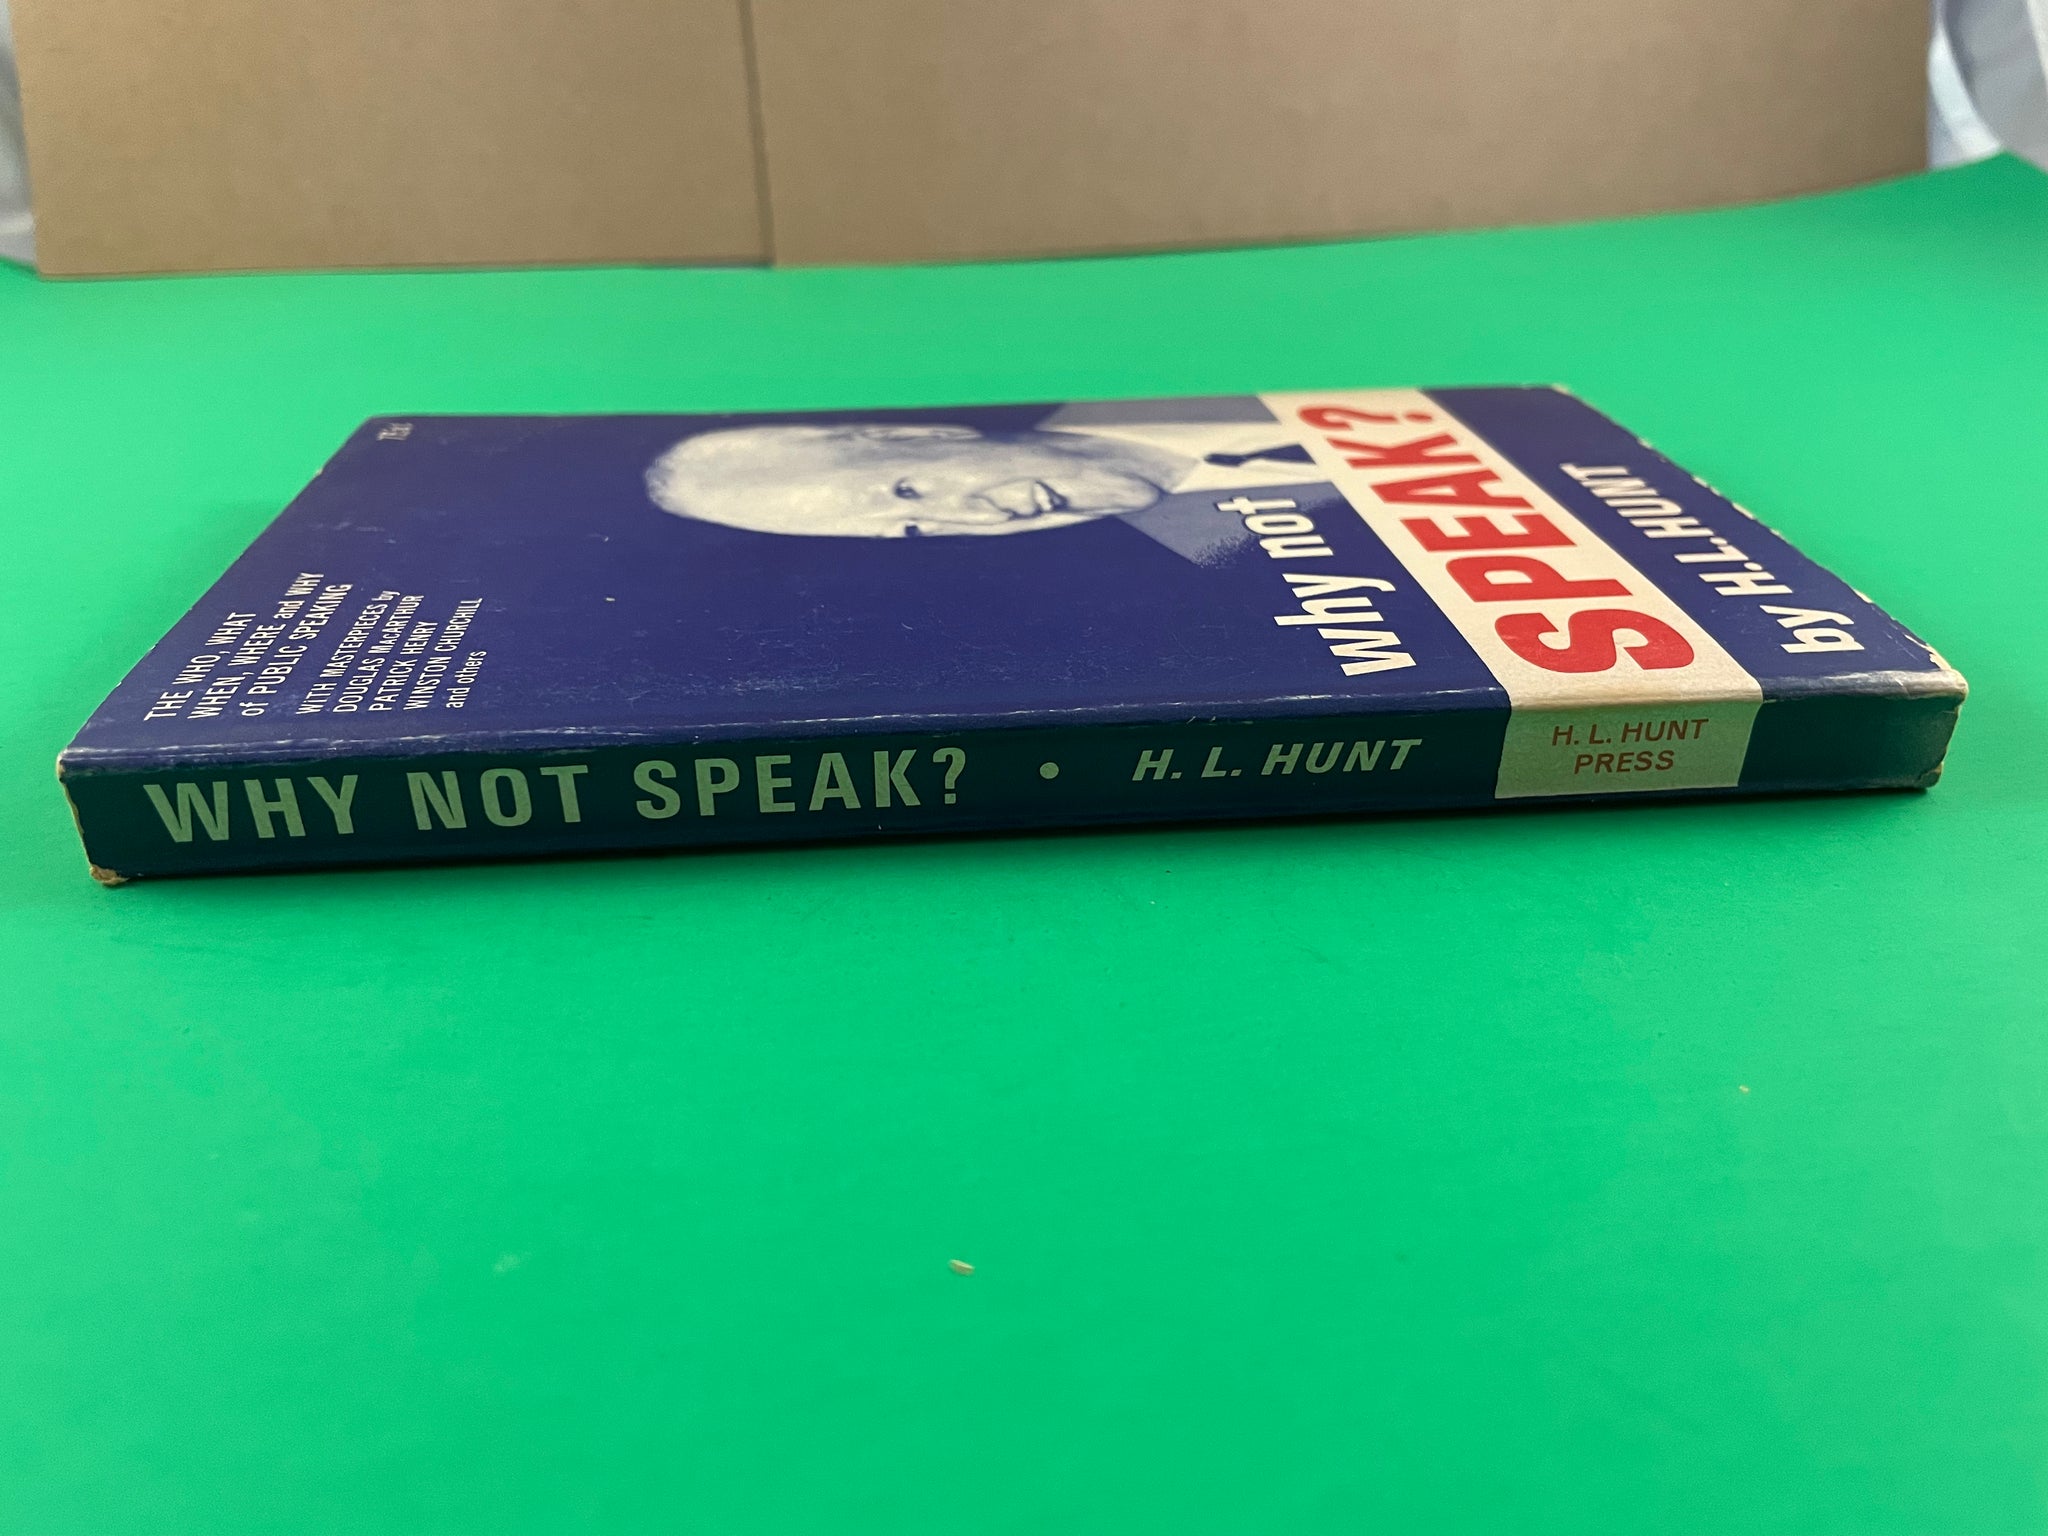 why not
SPEAK?
by H.L.HUNT
THE WHO, WHAT
WHEN, WHERE and WHY
of PUBLIC SPEAKING
WITH MASTERPIECES by
DOUGLAS MacARTHUR
PATRICK HENRY
WINSTON CHURCHILL
and others
75¢
WHY NOT SPEAK? • H. L. HUNT
H. L. HUNT
PRESS